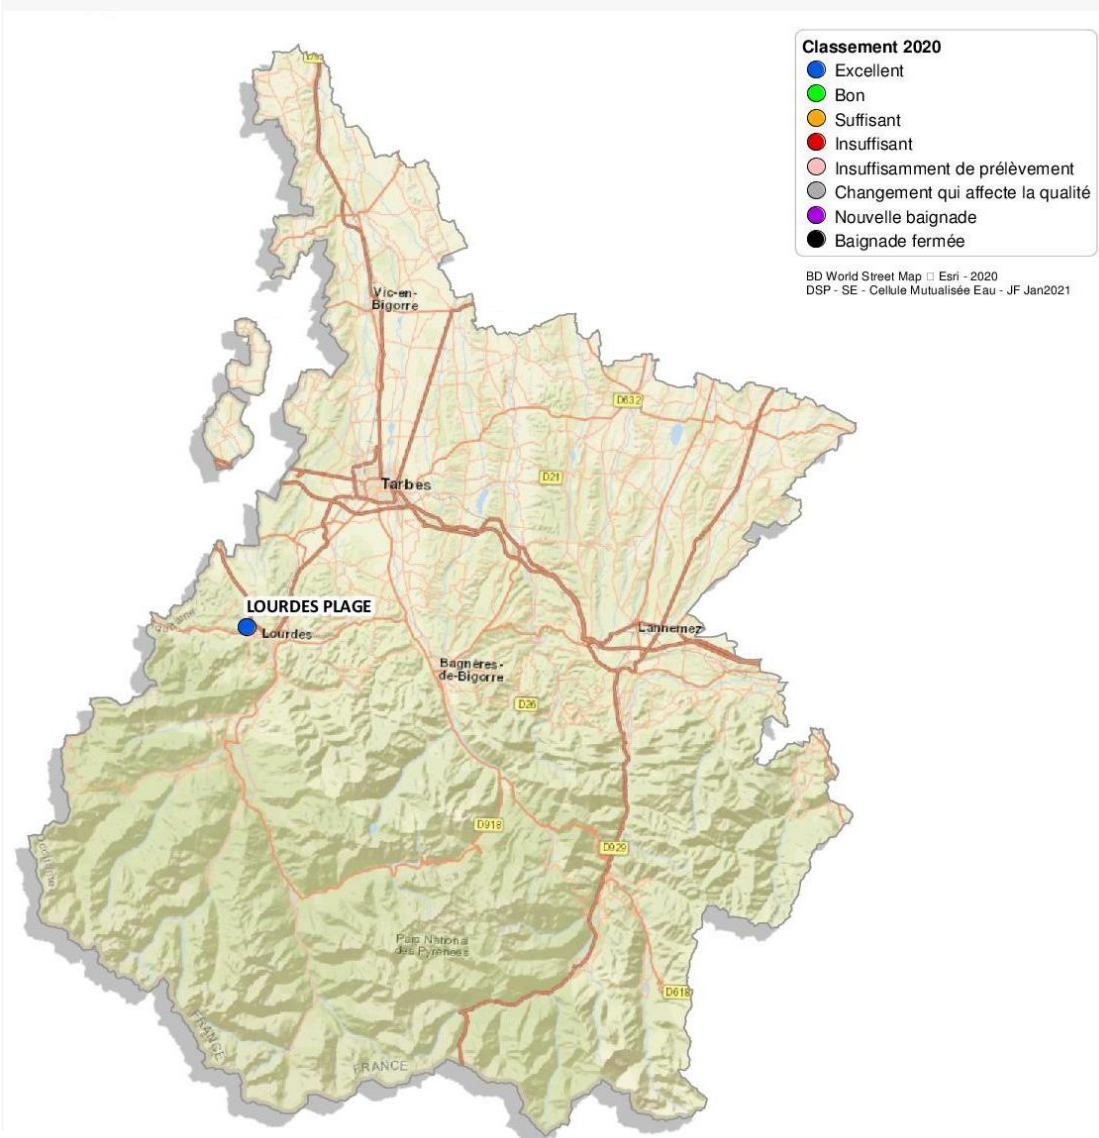 Classement 2020
Excellent
Bon
Suffisant
Insuffisant
Insuffisamment de prélèvement
Changement qui affecte la qualité
Nouvelle baignade
Baignade fermée
BD World Street Map □ Esri - 2020
DSP - SE - Cellule Mutualisée Eau - JF Jan2021
Vic-en-
Bigorre
D632
D21
Tarbes
LOURDES PLAGE
Lourdes
Lannemez
Bagnères-
de-Bigorre
D26
D918
D929
Parc National
des Pyrénées
D618
FRANCE
FRANCE